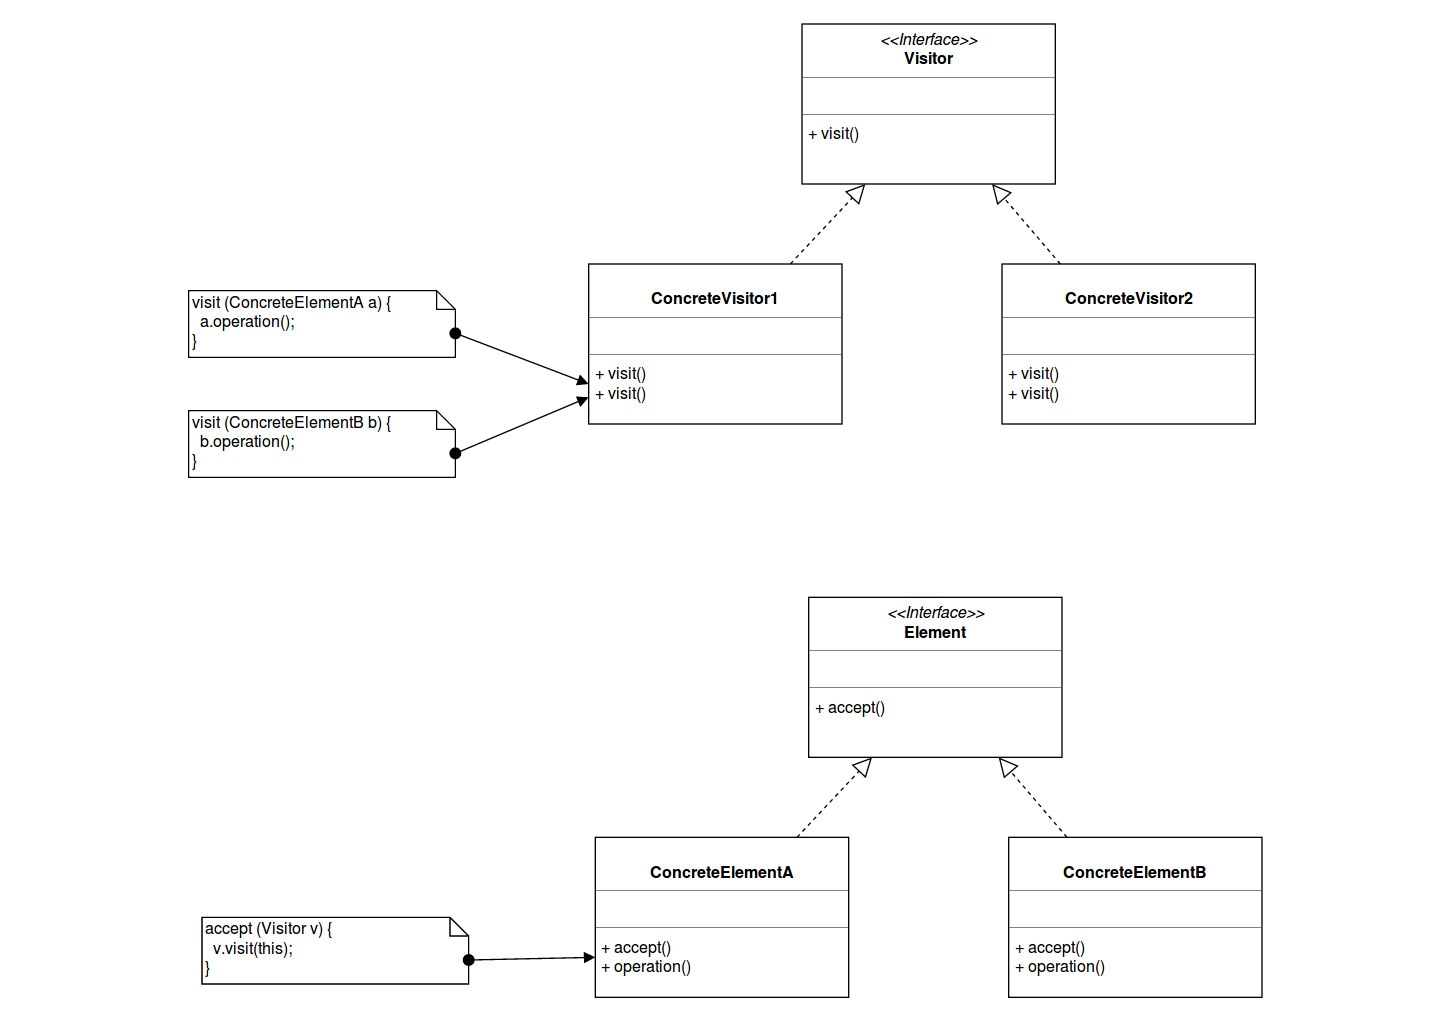 <<Interface>>
Visitor
+ visit()
ConcreteVisitor1
+ visit()
+ visit()
ConcreteVisitor2
+ visit()
+ visit()
visit (ConcreteElementA a) {
a.operation();
}
visit (ConcreteElementB b) {
b.operation();
}
<<Interface>>
Element
+ accept()
ConcreteElementA
+ accept()
+ operation()
ConcreteElementB
+ accept()
+ operation()
accept (Visitor v) {
v.visit(this);
}